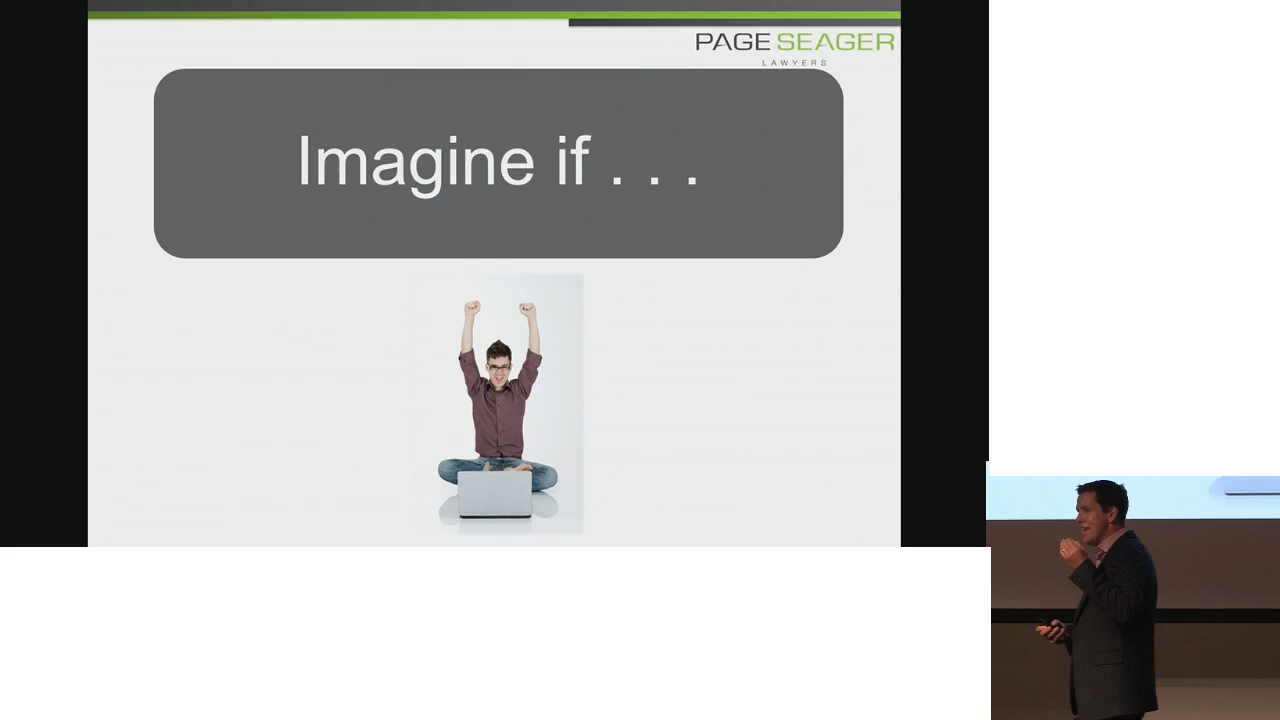 PAGE SEAGER
LAWYERS
Imagine if . . .